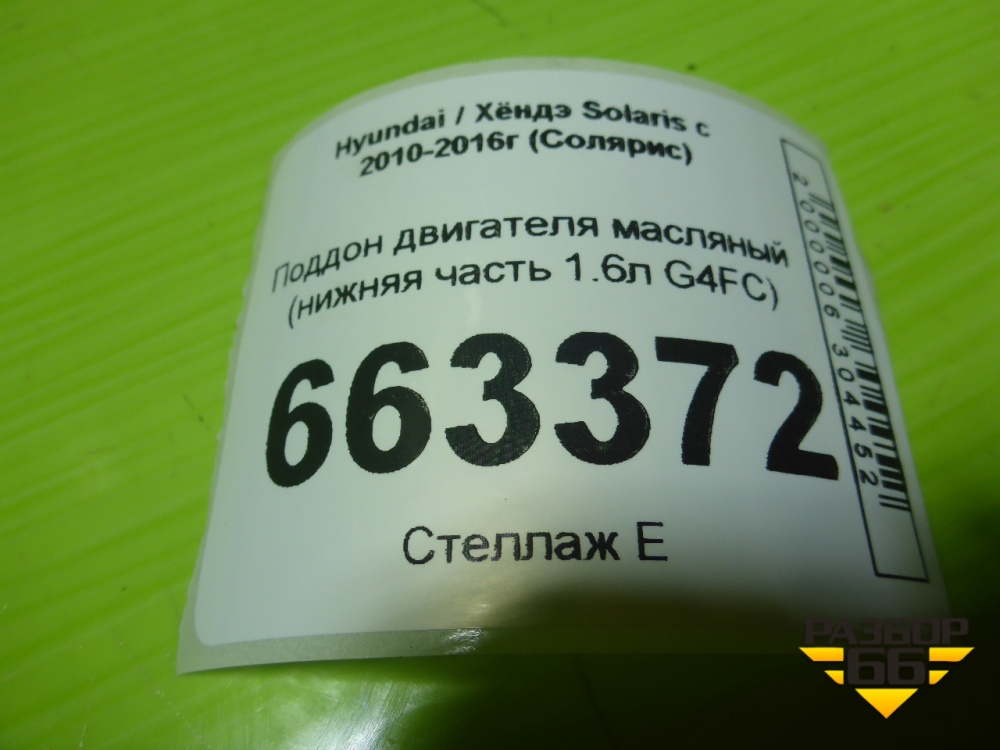 Hyundai / Хёндэ Solaris с
2010-2016г (Солярис)
Поддон двигателя масляный
(нижняя часть 1.6л G4FC)
663372
Стеллаж Е
2000006304452
РАЗБОР
66